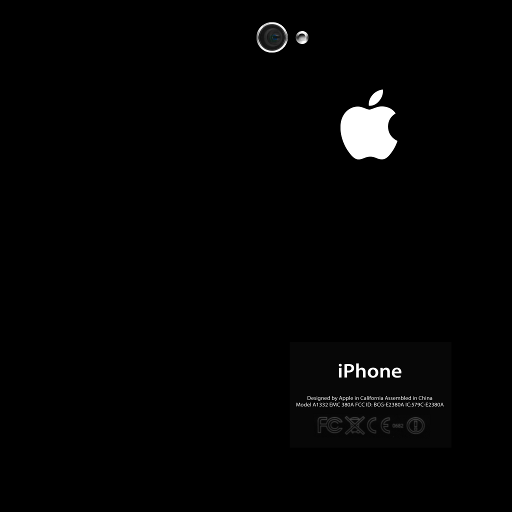 iPhone
Designed by Apple in California Assembled in China
Model A1332 EMC 380A FCC ID: BCG-E2380A IC:579C-E2380A
FC CE